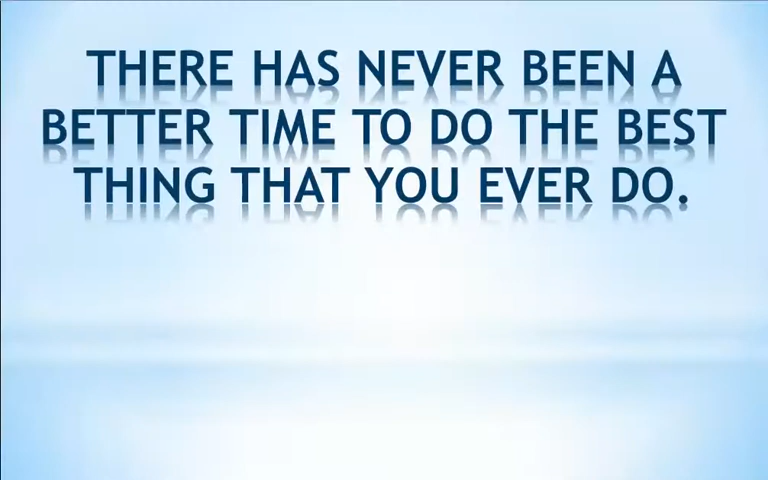 THERE HAS NEVER BEEN A
BETTER TIME TO DO THE BEST
THING THAT YOU EVER DO.